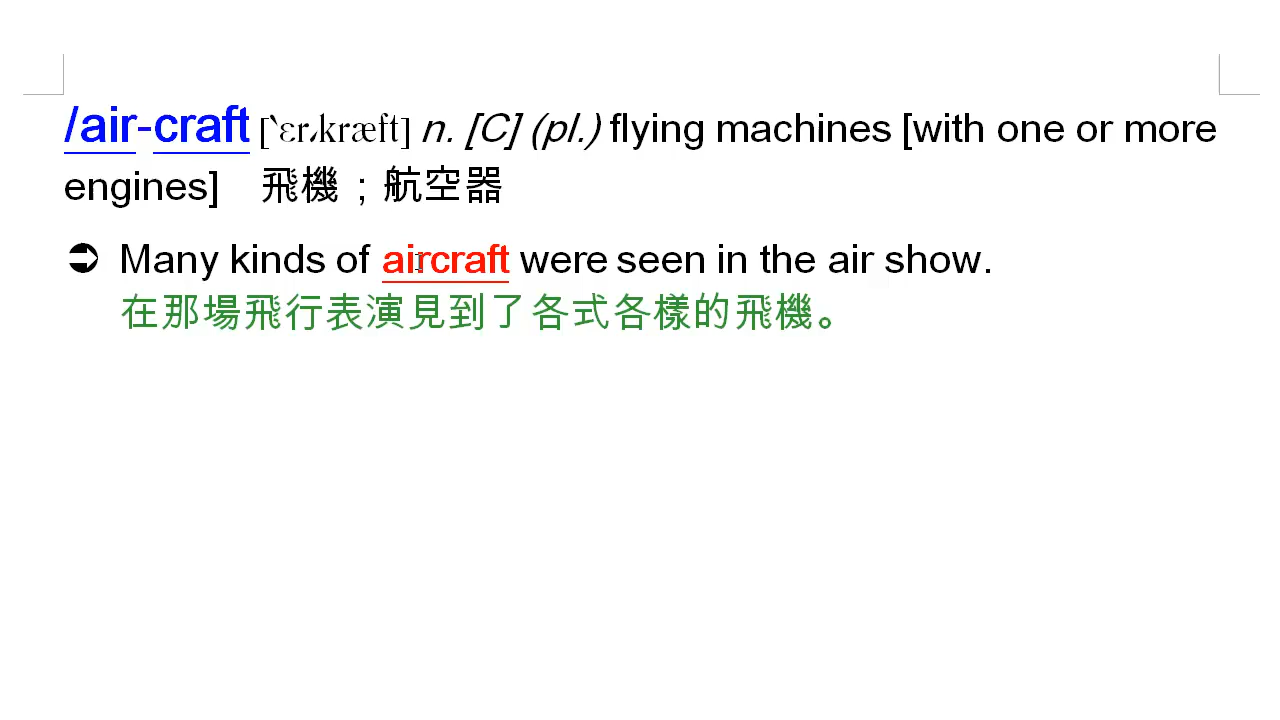 /air-craft [ˋɛrˏkræft] n. [C] (pl.) flying machines [with one or more
engines] 飛機；航空器
➲ Many kinds of aircraft were seen in the air show.
在那場飛行表演見到了各式各樣的飛機。